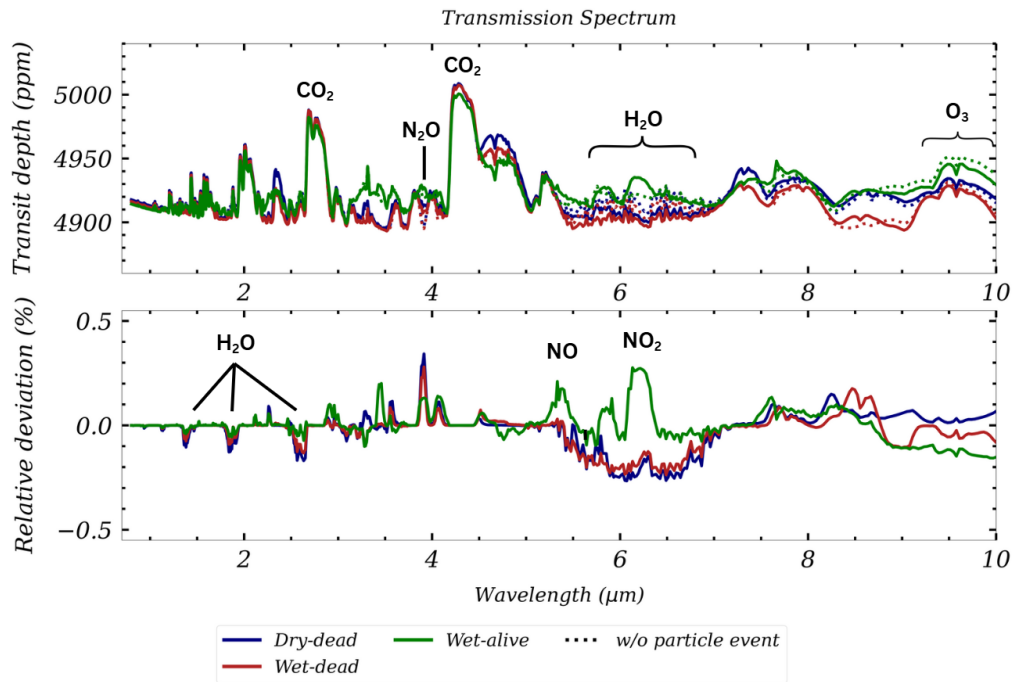 Transmission Spectrum
Transit depth (ppm)
5000
4950
4900
CO₂
N₂O
CO₂
H₂O
O₃
2
4
6
8
10
Relative deviation (%)
0.5
0.0
−0.5
H₂O
NO
NO₂
2
4
6
8
10
Wavelength (μm)
Dry-dead
Wet-alive
w/o particle event
Wet-dead